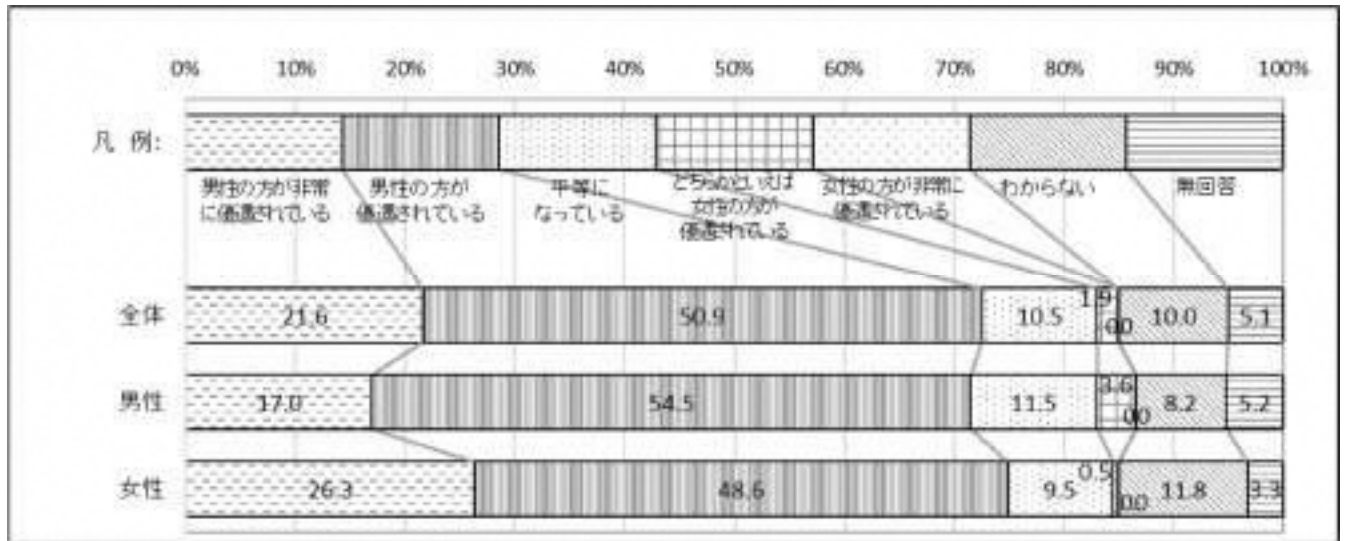 0% 10% 20% 30% 40% 50% 60% 70% 80% 90% 100%
凡 例:
男性の方が非常
に優遇されている
男性の方が
優遇されている
平等に
なっている
どちらかといえば
女性の方が
優遇されている
女性の方が非常に
優遇されている
わからない
無回答
全体 21.6 50.9 10.5 1.9 0.0 10.0 5.1
男性 17.0 54.5 11.5 3.6 0.0 8.2 5.2
女性 26.3 48.6 9.5 0.5 0.0 11.8 3.3